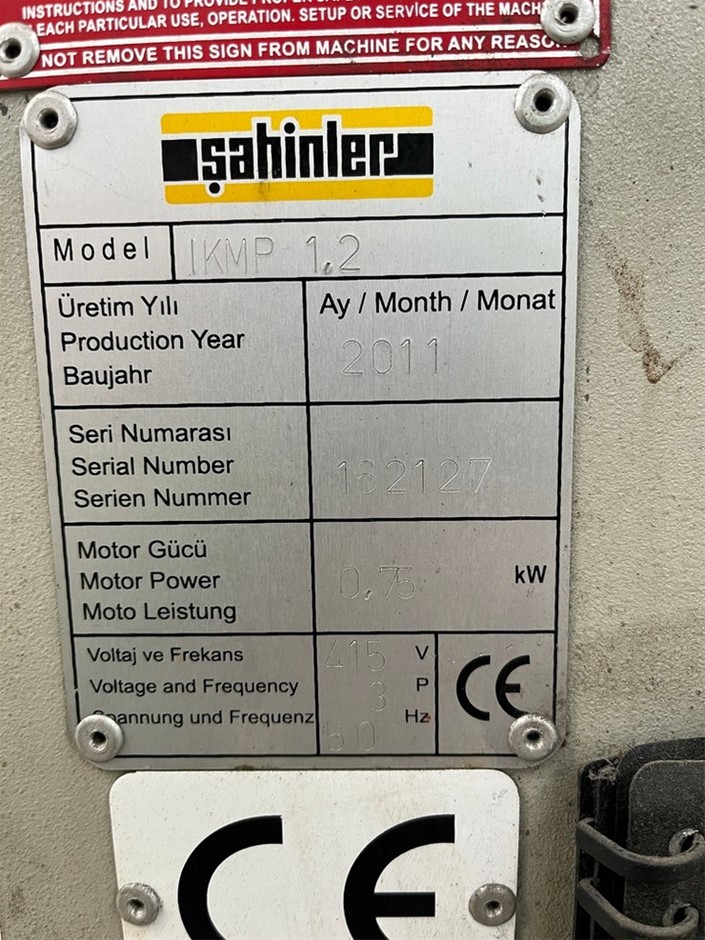 INSTRUCTIONS AND TO PROVIDE PROPER
EACH PARTICULAR USE, OPERATION. SETUP OR SERVICE OF THE
NOT REMOVE THIS SIGN FROM MACHINE FOR ANY
şahinler
Model IKMP 1.2
Üretim Yılı Ay / Month / Monat
Production Year 2011
Baujahr
Seri Numarası
Serial Number 182127
Serien Nummer
Motor Gücü
Motor Power 0,75 kW
Moto Leistung
Voltaj ve Frekans 415 V
Voltage and Frequency 3 P
Spannung und Frequenz 50 Hz
CE
CE